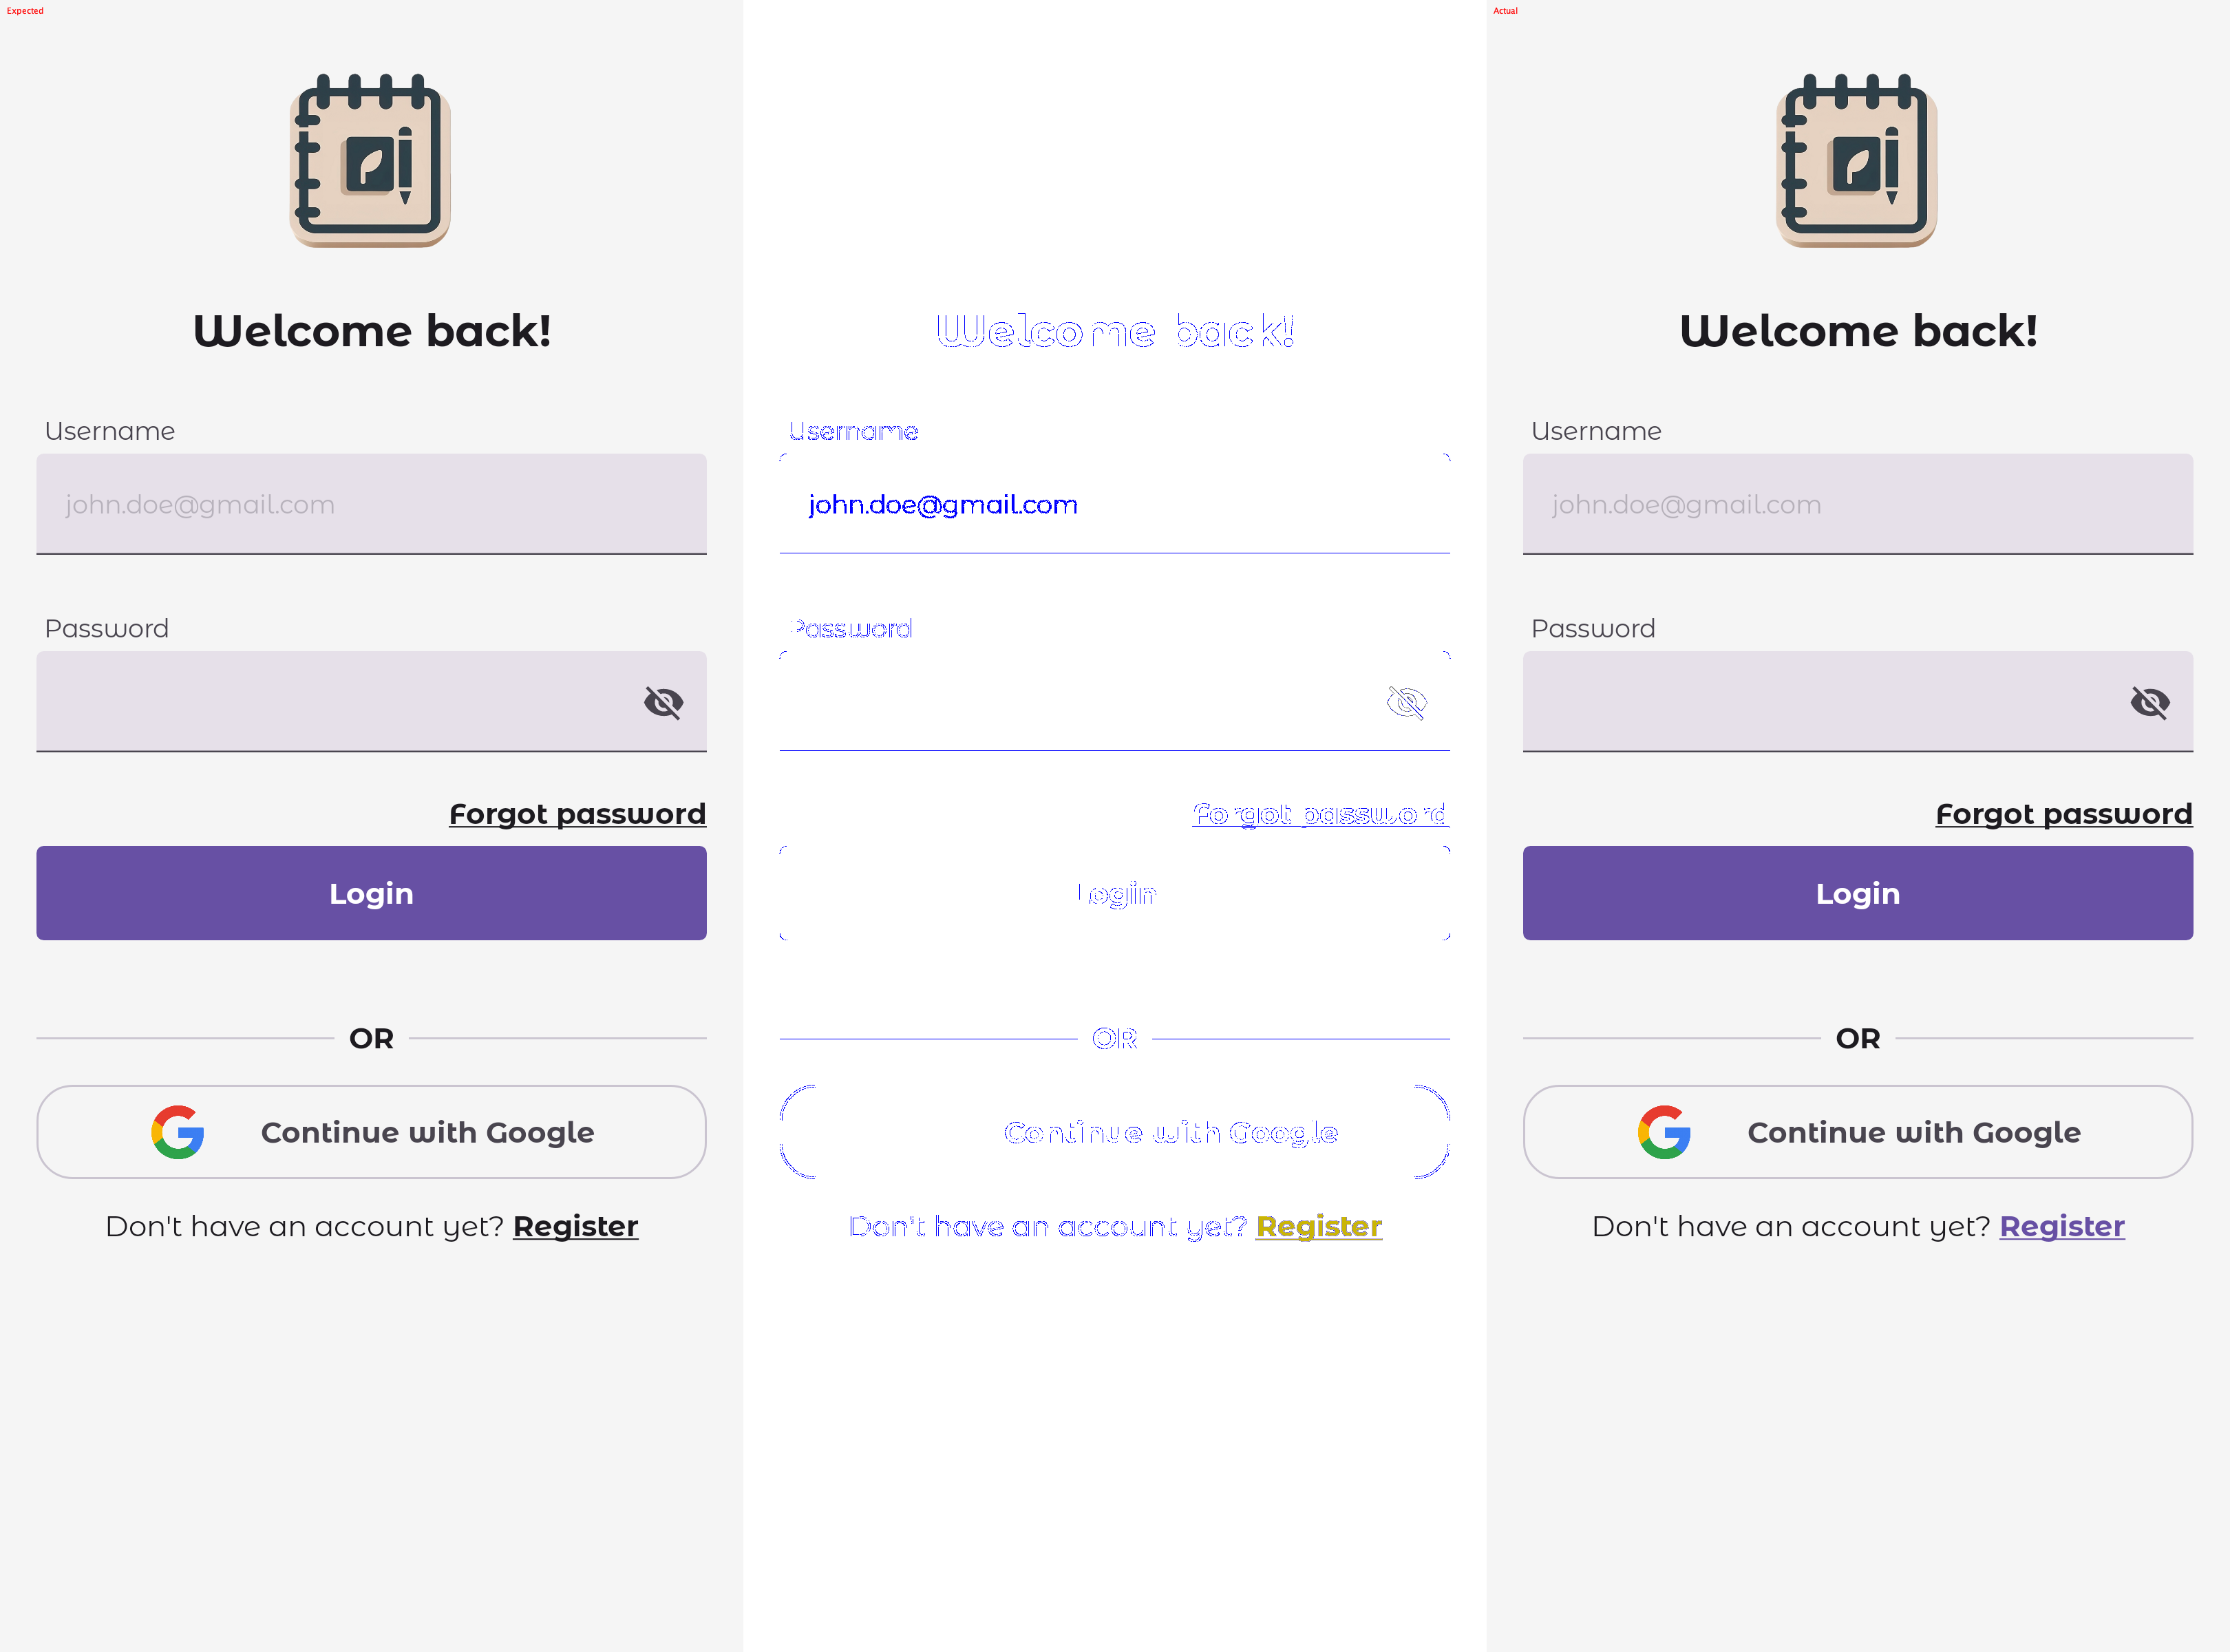 Expected
Welcome back!
Username
john.doe@gmail.com
Password
Forgot password
Login
OR
Continue with Google
Don't have an account yet? Register
Welcome back!
Username
john.doe@gmail.com
Password
Forgot password
Login
OR
Continue with Google
Don't have an account yet? Register
Actual
Welcome back!
Username
john.doe@gmail.com
Password
Forgot password
Login
OR
Continue with Google
Don't have an account yet? Register